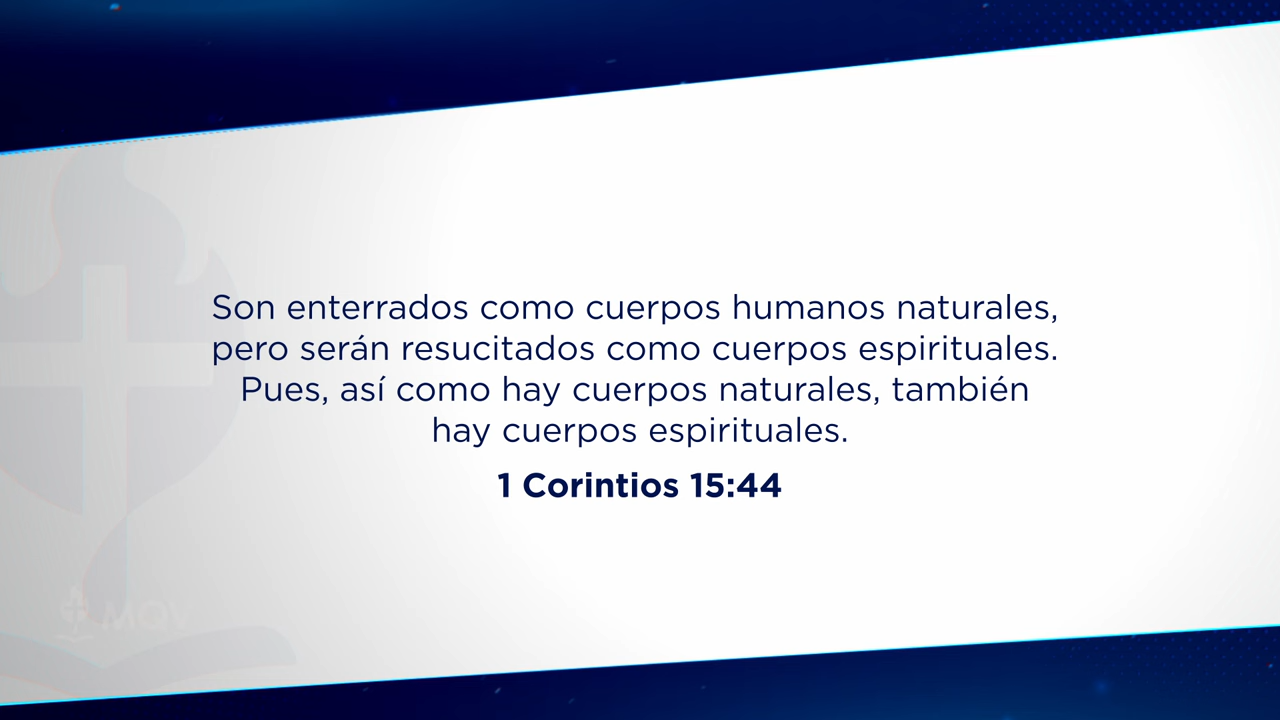 Son enterrados como cuerpos humanos naturales,
pero serán resucitados como cuerpos espirituales.
Pues, así como hay cuerpos naturales, también
hay cuerpos espirituales.
1 Corintios 15:44
MQV